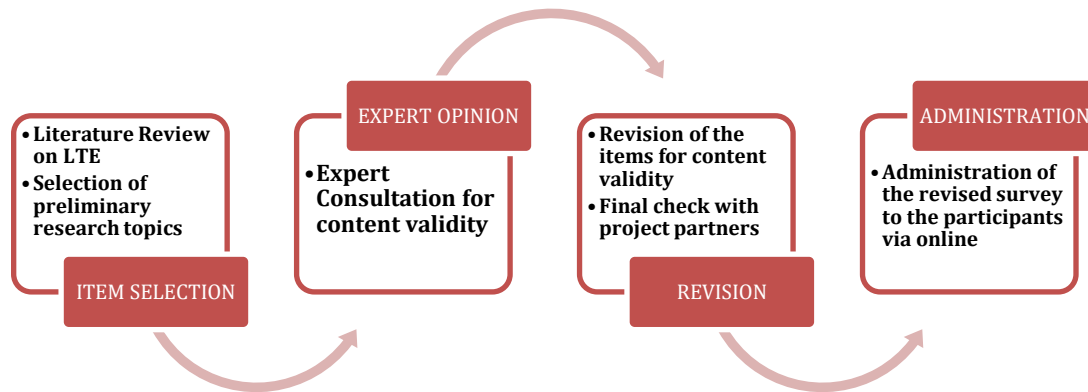 • Literature Review
on LTE
• Selection of
preliminary
research topics
ITEM SELECTION
EXPERT OPINION
• Expert
Consultation for
content validity
• Revision of the
items for content
validity
• Final check with
project partners
REVISION
ADMINISTRATION
• Administration of
the revised survey
to the participants
via online